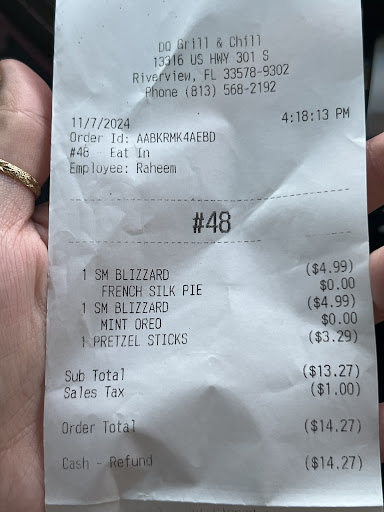 DQ Grill & Chill
13316 US HWY 301 S
Riverview, FL 33578-9302
Phone (813) 568-2192
11/7/2024 4:18:13 PM
Order Id: AABKRMK4AEBD
#48 - Eat In
Employee: Raheem
#48
1 SM BLIZZARD ($4.99)
FRENCH SILK PIE $0.00
1 SM BLIZZARD ($4.99)
MINT OREO $0.00
1 PRETZEL STICKS ($3.29)
Sub Total ($13.27)
Sales Tax ($1.00)
Order Total ($14.27)
Cash - Refund ($14.27)